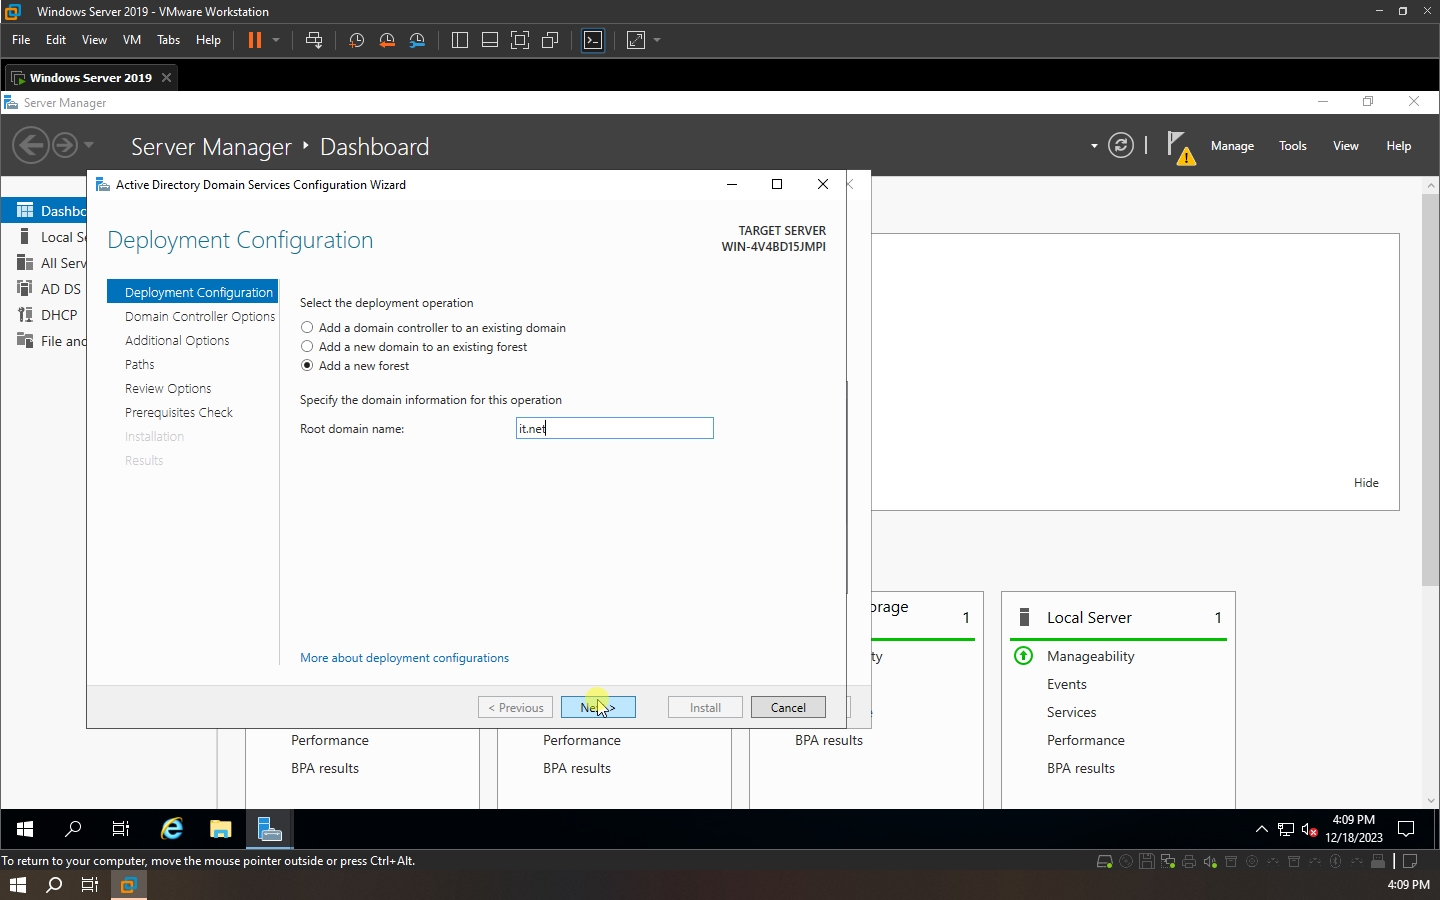 Windows Server 2019 - VMware Workstation
File Edit View VM Tabs Help
Windows Server 2019
Server Manager
Server Manager Dashboard
Manage Tools View Help
Active Directory Domain Services Configuration Wizard
Dashbo
Local Se
All Serv
AD DS
DHCP
File and
Deployment Configuration
TARGET SERVER
WIN-4V4BD15JMPI
Deployment Configuration
Domain Controller Options
Additional Options
Paths
Review Options
Prerequisites Check
Installation
Results
Select the deployment operation
Add a domain controller to an existing domain
Add a new domain to an existing forest
Add a new forest
Specify the domain information for this operation
Root domain name: it.net
More about deployment configurations
< Previous Next > Install Cancel
Hide
orage 1
ty
Performance
BPA results
Performance
BPA results
BPA results
Local Server 1
Manageability
Events
Services
Performance
BPA results
4:09 PM
12/18/2023
To return to your computer, move the mouse pointer outside or press Ctrl+Alt.
4:09 PM